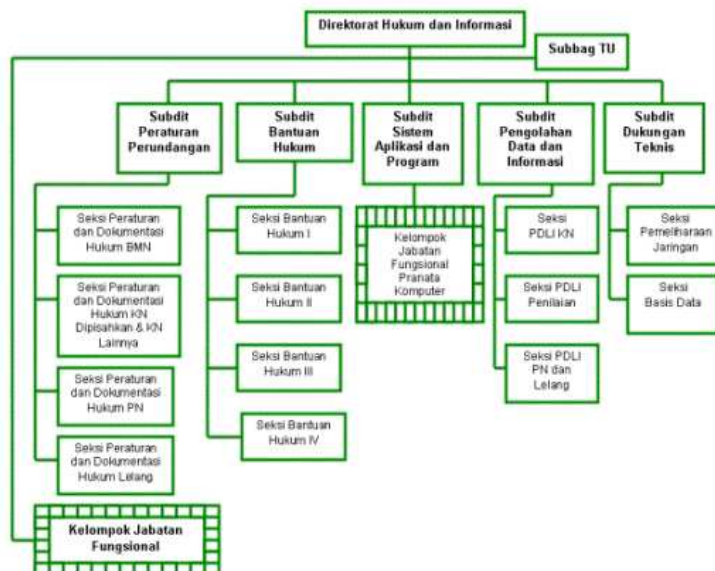 Direktorat Hukum dan Informasi
Subbag TU
Subdit
Peraturan
Perundangan
Subdit
Bantuan
Hukum
Subdit
Sistem
Aplikasi dan
Program
Subdit
Pengolahan
Data dan
Informasi
Subdit
Dukungan
Teknis
Seksi Peraturan
dan Dokumentasi
Hukum BMN
Seksi Peraturan
dan Dokumentasi
Hukum KN
Dipisahkan & KN
Lainnya
Seksi Peraturan
dan Dokumentasi
Hukum PN
Seksi Peraturan
dan Dokumentasi
Hukum Lelang
Seksi Bantuan
Hukum I
Seksi Bantuan
Hukum II
Seksi Bantuan
Hukum III
Seksi Bantuan
Hukum IV
Kelompok
Jabatan
Fungsional
Pranata
Komputer
Seksi
PDLI KN
Seksi PDLI
Penilaian
Seksi PDLI
PN dan
Lelang
Seksi
Pemeliharaan
Jaringan
Seksi
Basis Data
Kelompok Jabatan
Fungsional